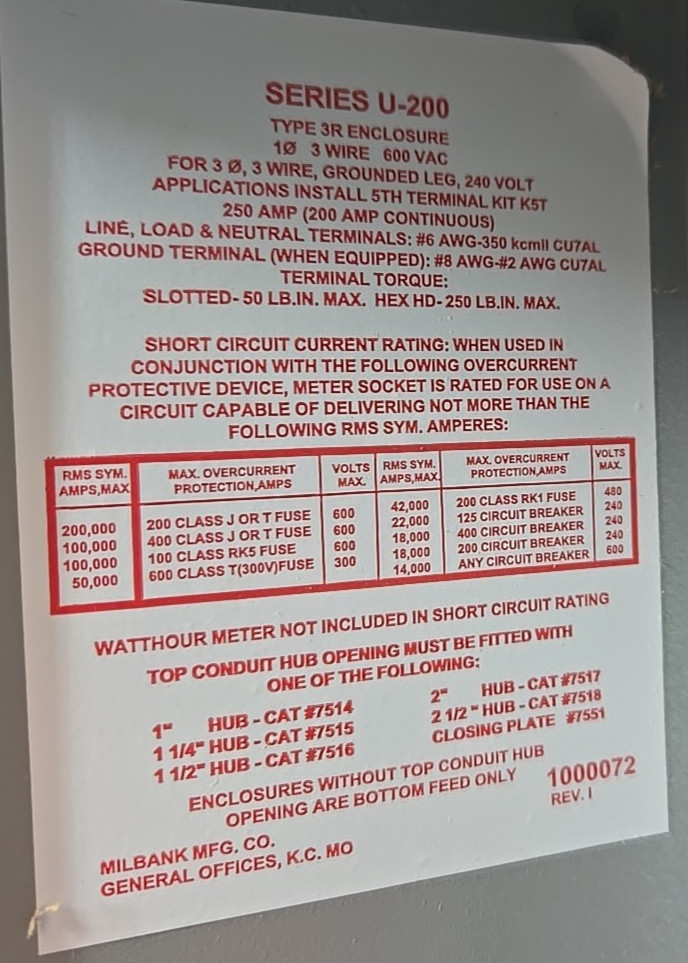 SERIES U-200
TYPE 3R ENCLOSURE
1Ø 3 WIRE 600 VAC
FOR 3 Ø, 3 WIRE, GROUNDED LEG, 240 VOLT
APPLICATIONS INSTALL 5TH TERMINAL KIT K5T
250 AMP (200 AMP CONTINUOUS)
LINE, LOAD & NEUTRAL TERMINALS: #6 AWG-350 kcmil CU7AL
GROUND TERMINAL (WHEN EQUIPPED): #8 AWG-#2 AWG CU7AL
TERMINAL TORQUE:
SLOTTED- 50 LB.IN. MAX. HEX HD- 250 LB.IN. MAX.
SHORT CIRCUIT CURRENT RATING: WHEN USED IN
CONJUNCTION WITH THE FOLLOWING OVERCURRENT
PROTECTIVE DEVICE, METER SOCKET IS RATED FOR USE ON A
CIRCUIT CAPABLE OF DELIVERING NOT MORE THAN THE
FOLLOWING RMS SYM. AMPERES:
RMS SYM. MAX. OVERCURRENT VOLTS RMS SYM. MAX. OVERCURRENT VOLTS
AMPS,MAX PROTECTION,AMPS MAX. AMPS,MAX. PROTECTION,AMPS MAX.
200,000 200 CLASS J OR T FUSE 600
100,000 400 CLASS J OR T FUSE 600
100,000 100 CLASS RK5 FUSE 600
50,000 600 CLASS T(300V)FUSE 300
42,000 200 CLASS RK1 FUSE 480
22,000 125 CIRCUIT BREAKER 240
18,000 400 CIRCUIT BREAKER 240
18,000 200 CIRCUIT BREAKER 240
14,000 ANY CIRCUIT BREAKER 600
WATTHOUR METER NOT INCLUDED IN SHORT CIRCUIT RATING
TOP CONDUIT HUB OPENING MUST BE FITTED WITH
ONE OF THE FOLLOWING:
1" HUB - CAT #7514
1 1/4" HUB - CAT #7515
1 1/2" HUB - CAT #7516
2" HUB - CAT #7517
2 1/2 " HUB - CAT #7518
CLOSING PLATE #7551
ENCLOSURES WITHOUT TOP CONDUIT HUB
OPENING ARE BOTTOM FEED ONLY
1000072
REV. I
MILBANK MFG. CO.
GENERAL OFFICES, K.C. MO